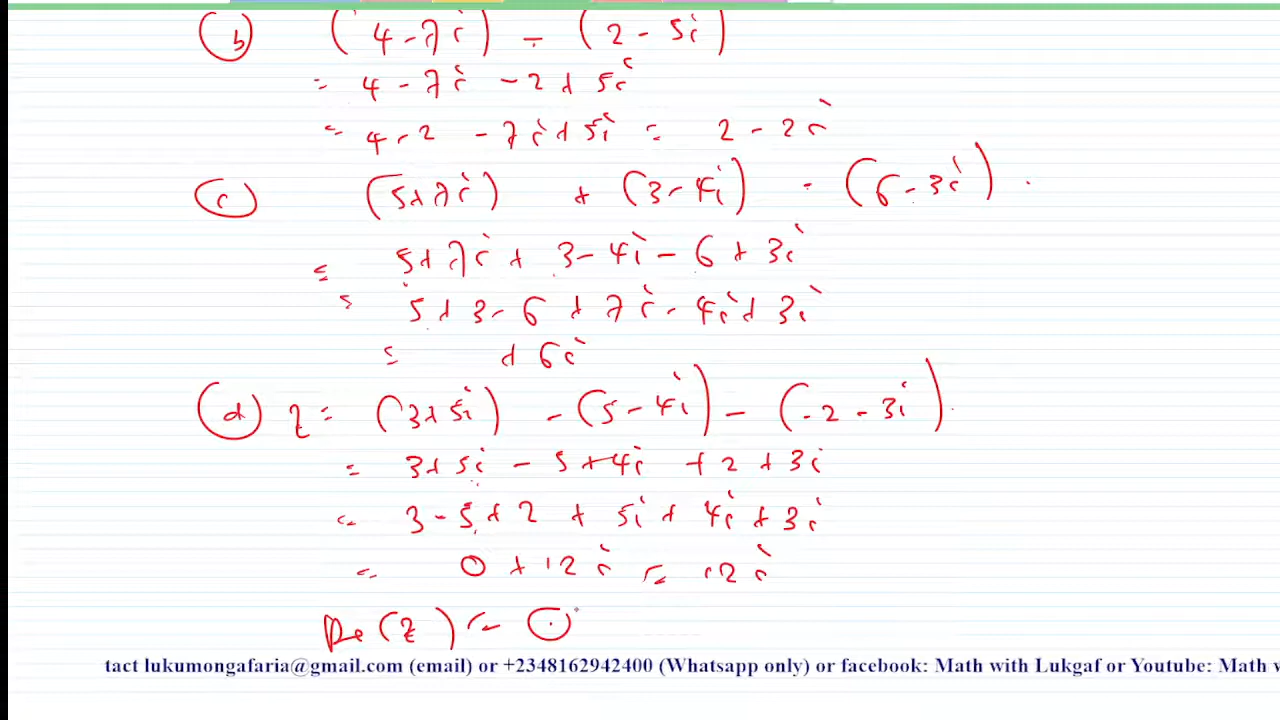 (b) (4 - 7i) - (2 - 5i)
= 4 - 7i - 2 + 5i
= 4 - 2 - 7i + 5i = 2 - 2i
(c) (5 + 7i) + (3 - 4i) - (6 - 3i).
= 5 + 7i + 3 - 4i - 6 + 3i
= 5 + 3 - 6 + 7i - 4i + 3i
= + 6i
(d) z = (3 + 5i) - (5 - 4i) - (-2 - 3i).
= 3 + 5i - 5 + 4i + 2 + 3i
= 3 - 5 + 2 + 5i + 4i + 3i
= 0 + 12i = 12i
Re(z) = 0
tact lukumongafaria@gmail.com (email) or +2348162942400 (Whatsapp only) or facebook: Math with Lukgaf or Youtube: Math w